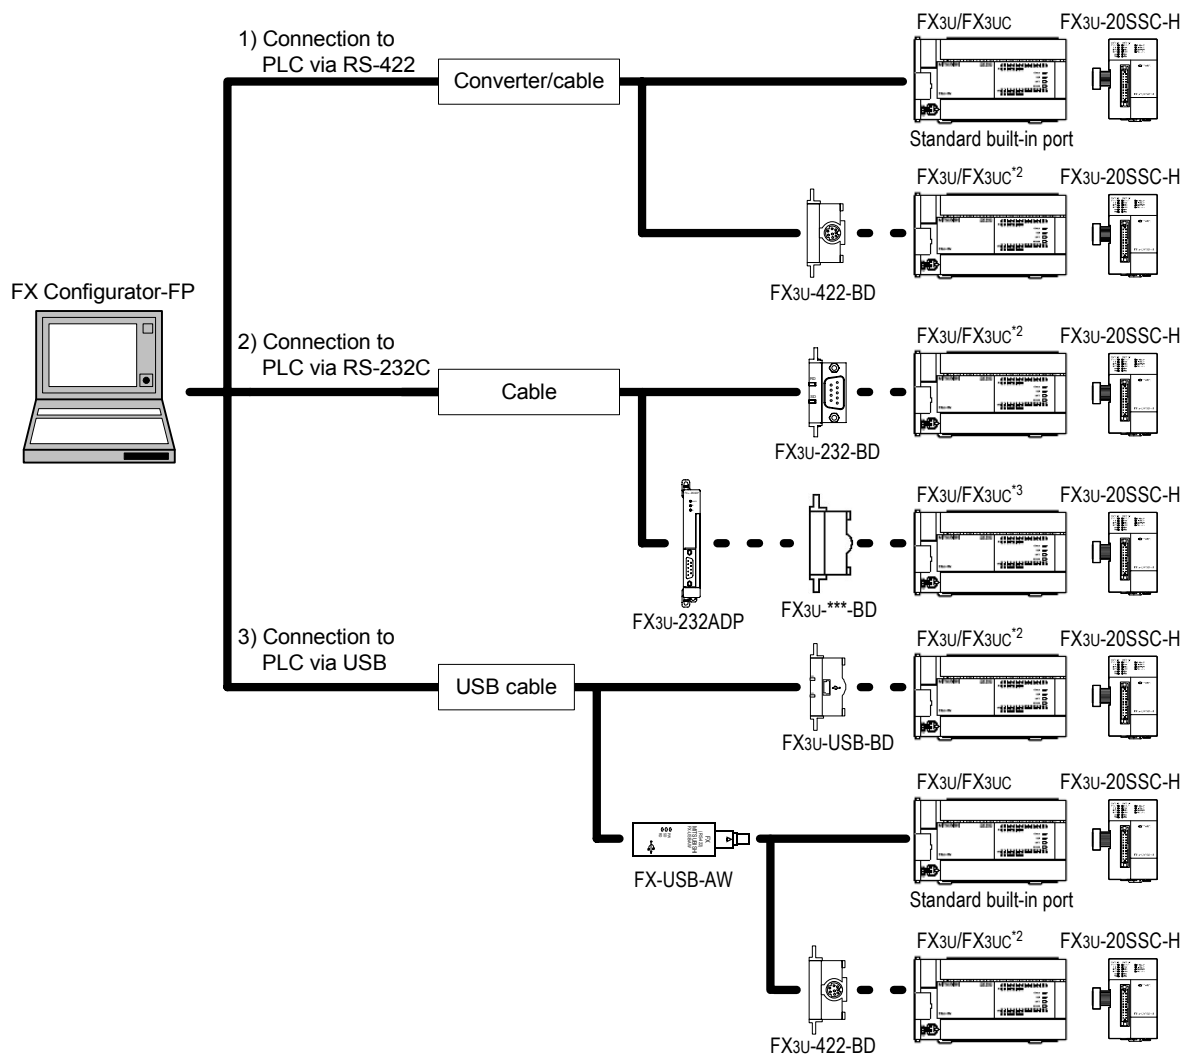 FX3U/FX3UC FX3U-20SSC-H
1) Connection to
PLC via RS-422
Converter/cable
Standard built-in port
FX3U/FX3UC*2 FX3U-20SSC-H
FX3U-422-BD
FX Configurator-FP
2) Connection to
PLC via RS-232C
Cable
FX3U/FX3UC*2 FX3U-20SSC-H
FX3U-232-BD
FX3U/FX3UC*3 FX3U-20SSC-H
FX3U-232ADP
FX3U-***-BD
3) Connection to
PLC via USB
USB cable
FX3U/FX3UC*2 FX3U-20SSC-H
FX3U-USB-BD
FX3U/FX3UC FX3U-20SSC-H
FX-USB-AW
Standard built-in port
FX3U/FX3UC*2 FX3U-20SSC-H
FX3U-422-BD